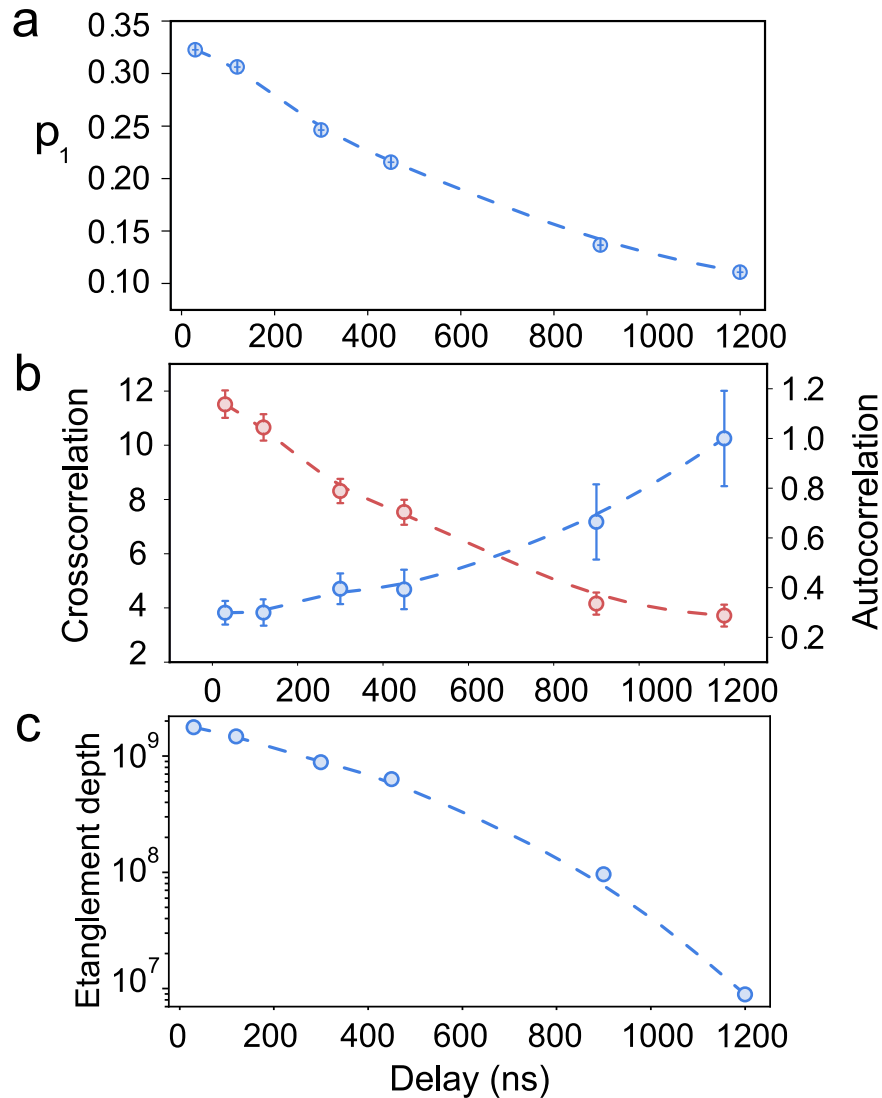 a
0.35
0.30
0.25
0.20
0.15
0.10
p1
0 200 400 600 800 1000 1200
b
12
10
8
6
4
2
Crosscorrelation
1.2
1.0
0.8
0.6
0.4
0.2
Autocorrelation
0 200 400 600 800 1000 1200
c
10^9
10^8
10^7
Etanglement depth
0 200 400 600 800 1000 1200
Delay (ns)